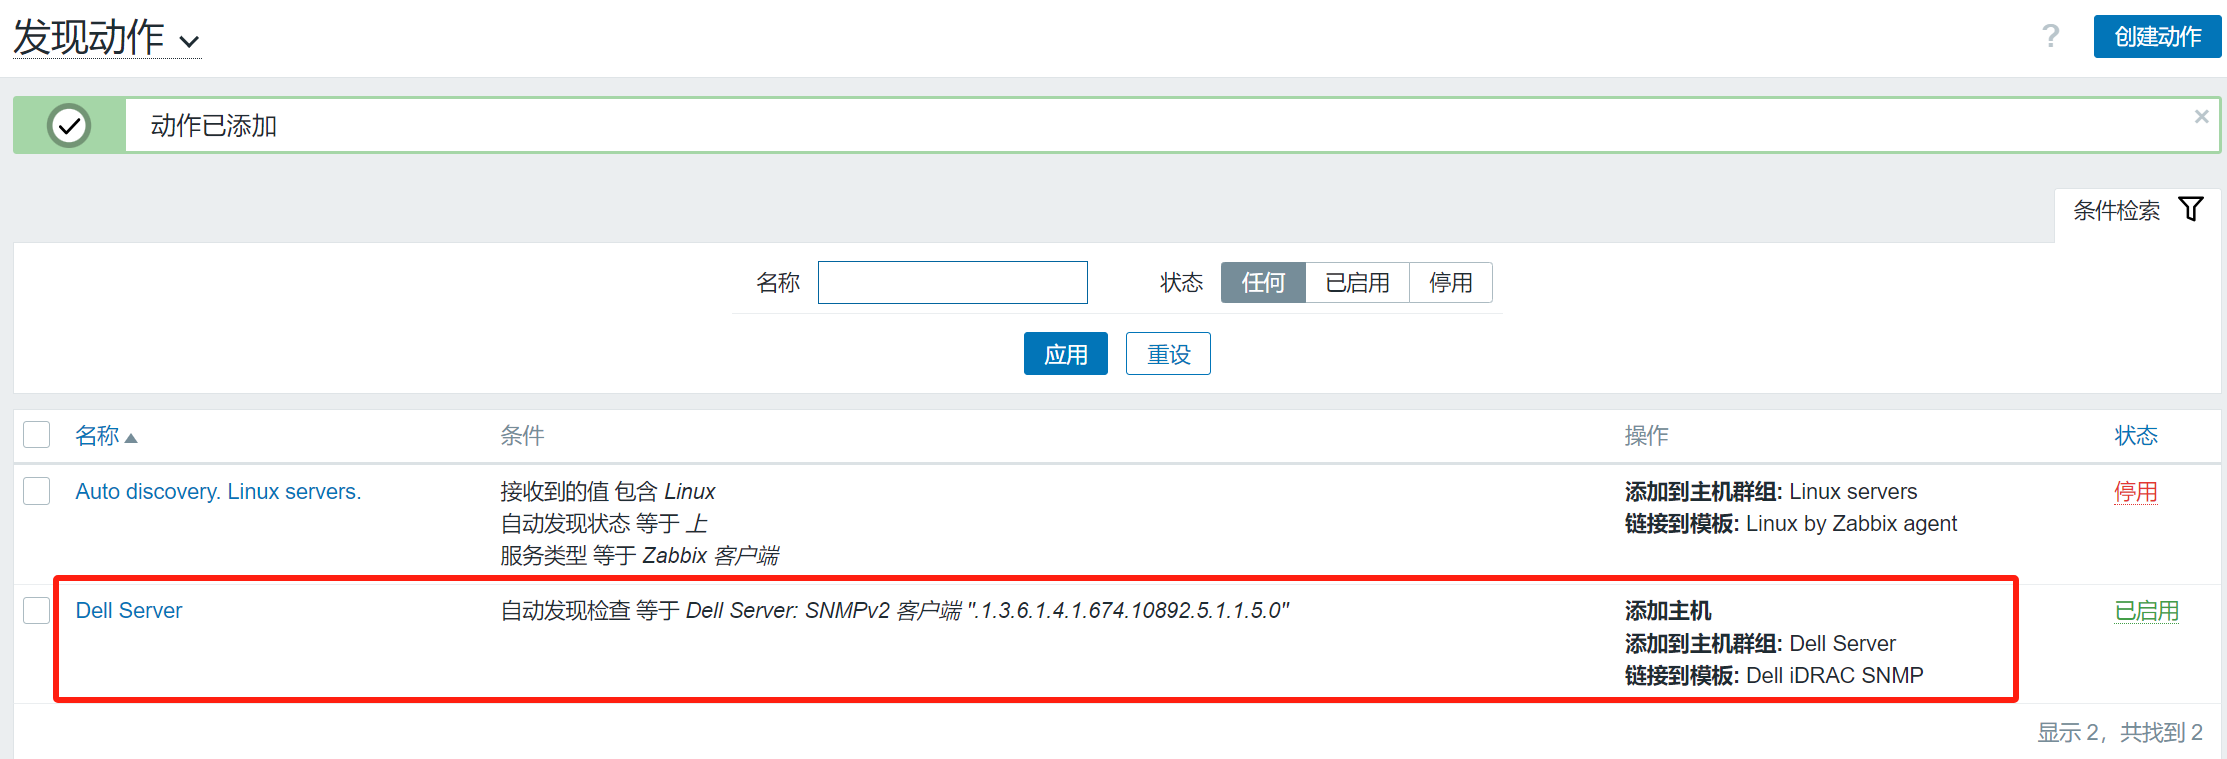 发现动作
?
创建动作
动作已添加
条件检索
名称 状态 任何 已启用 停用
应用 重设
名称 条件 操作 状态
Auto discovery. Linux servers. 接收到的值 包含 Linux 添加到主机群组: Linux servers 停用
自动发现状态 等于 上 链接到模板: Linux by Zabbix agent
服务类型 等于 Zabbix 客户端
Dell Server 自动发现检查 等于 Dell Server: SNMPv2 客户端 ".1.3.6.1.4.1.674.10892.5.1.1.5.0" 添加主机 已启用
添加到主机群组: Dell Server
链接到模板: Dell iDRAC SNMP
显示 2，共找到 2